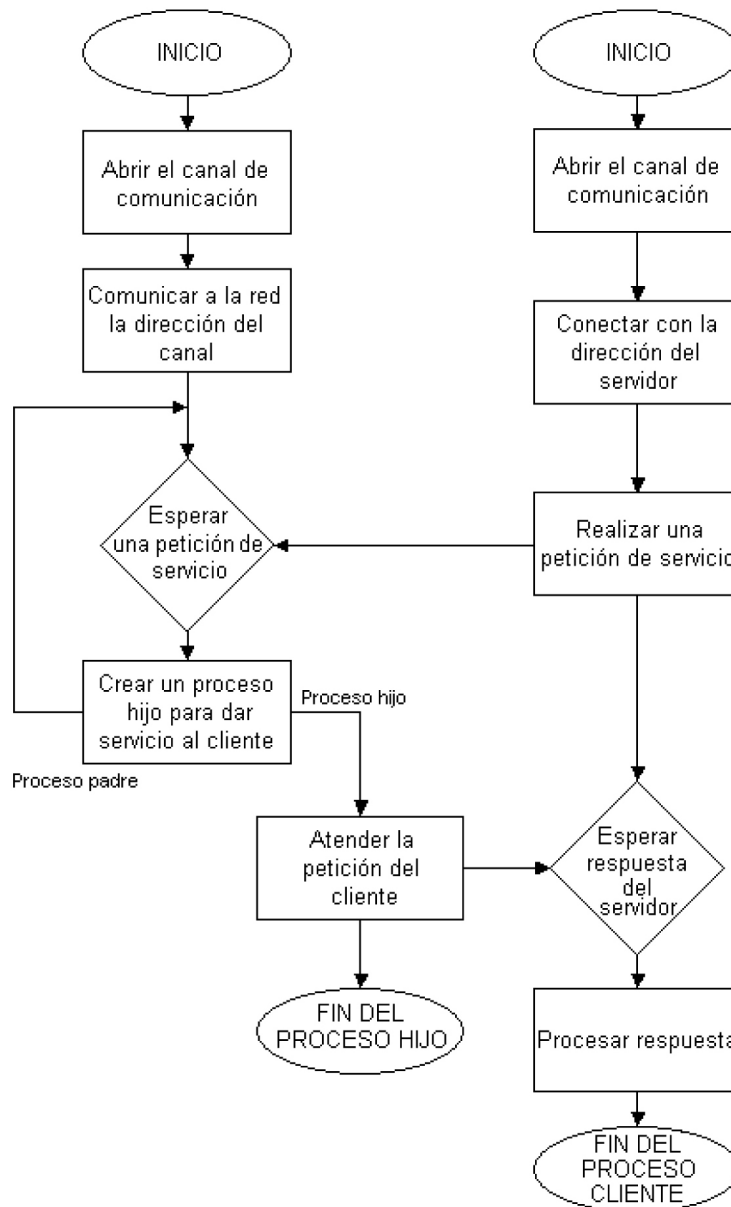 INICIO
INICIO
Abrir el canal de
comunicación
Abrir el canal de
comunicación
Comunicar a la red
la dirección del
canal
Conectar con la
dirección del
servidor
Esperar
una petición de
servicio
Realizar una
petición de servicio
Crear un proceso
hijo para dar
servicio al cliente
Proceso hijo
Proceso padre
Atender la
petición del
cliente
Esperar
respuesta
del
servidor
FIN DEL
PROCESO HIJO
Procesar respuesta
FIN DEL
PROCESO
CLIENTE